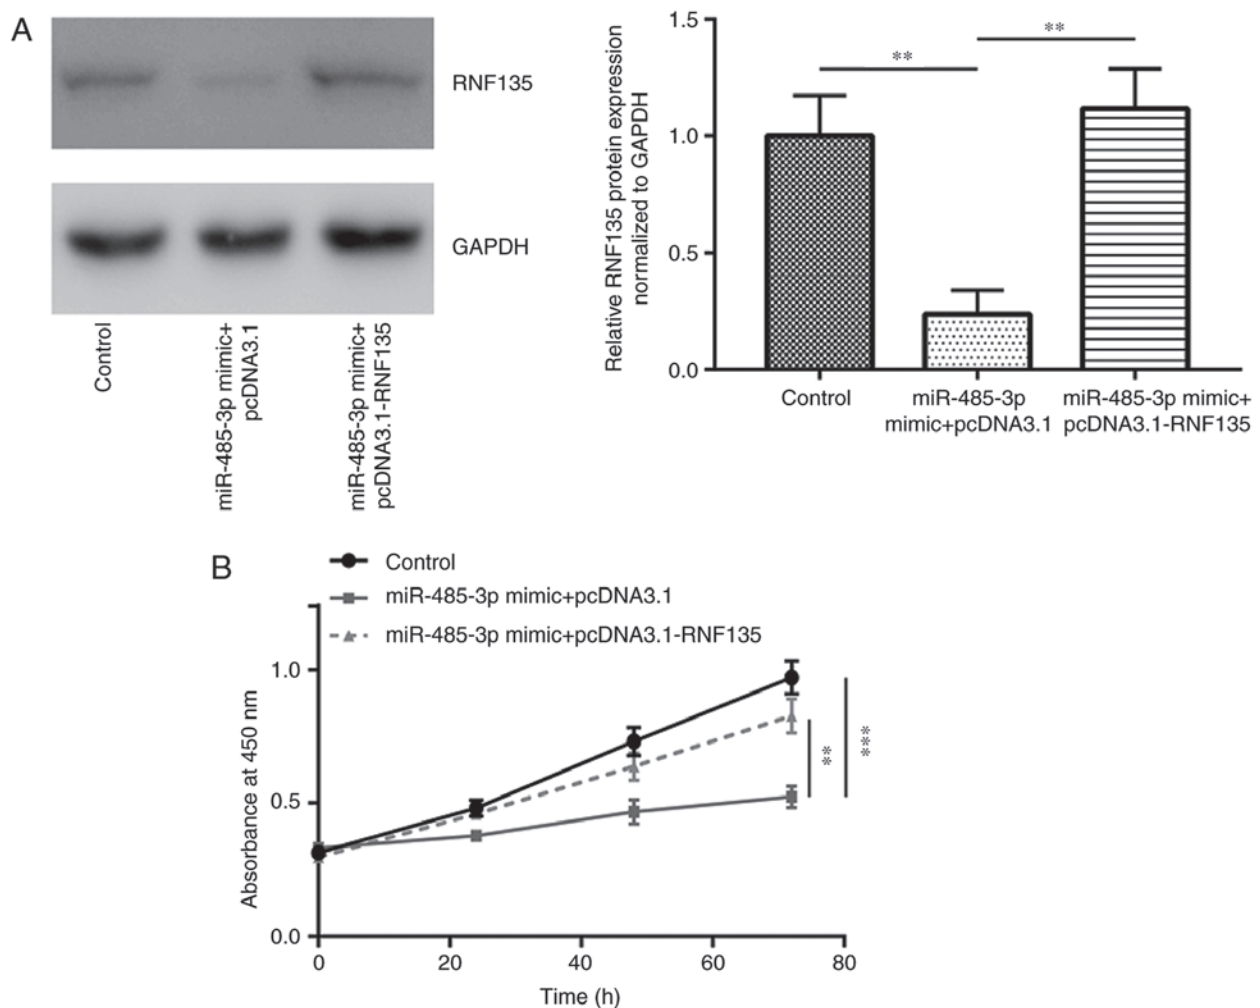 A
RNF135
GAPDH
Control
miR-485-3p mimic+
pcDNA3.1
miR-485-3p mimic+
pcDNA3.1-RNF135
Relative RNF135 protein expression
normalized to GAPDH
1.5
1.0
0.5
0.0
**
**
Control
miR-485-3p
mimic+pcDNA3.1
miR-485-3p mimic+
pcDNA3.1-RNF135
B
Control
miR-485-3p mimic+pcDNA3.1
miR-485-3p mimic+pcDNA3.1-RNF135
Absorbance at 450 nm
1.0
0.5
0.0
**
***
0 20 40 60 80
Time (h)